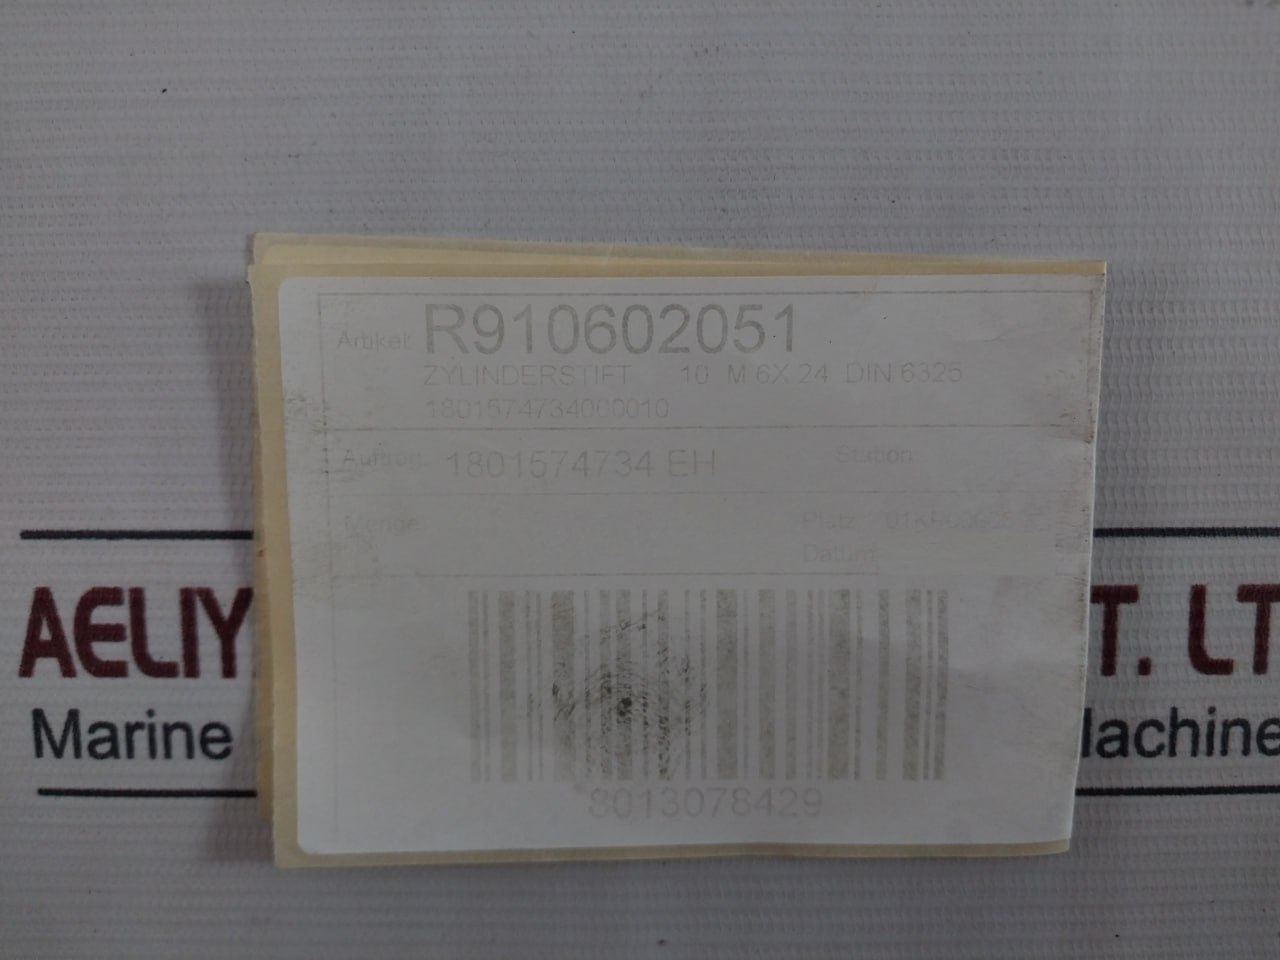 Artikel: R910602051
ZYLINDERSTIFT 10 M 6X 24 DIN 6325
1801574734000010
Auftrag: 1801574734 EH Station:
Menge
Platz:
Datum
8013078429
AELIY T. LT
Marine achine